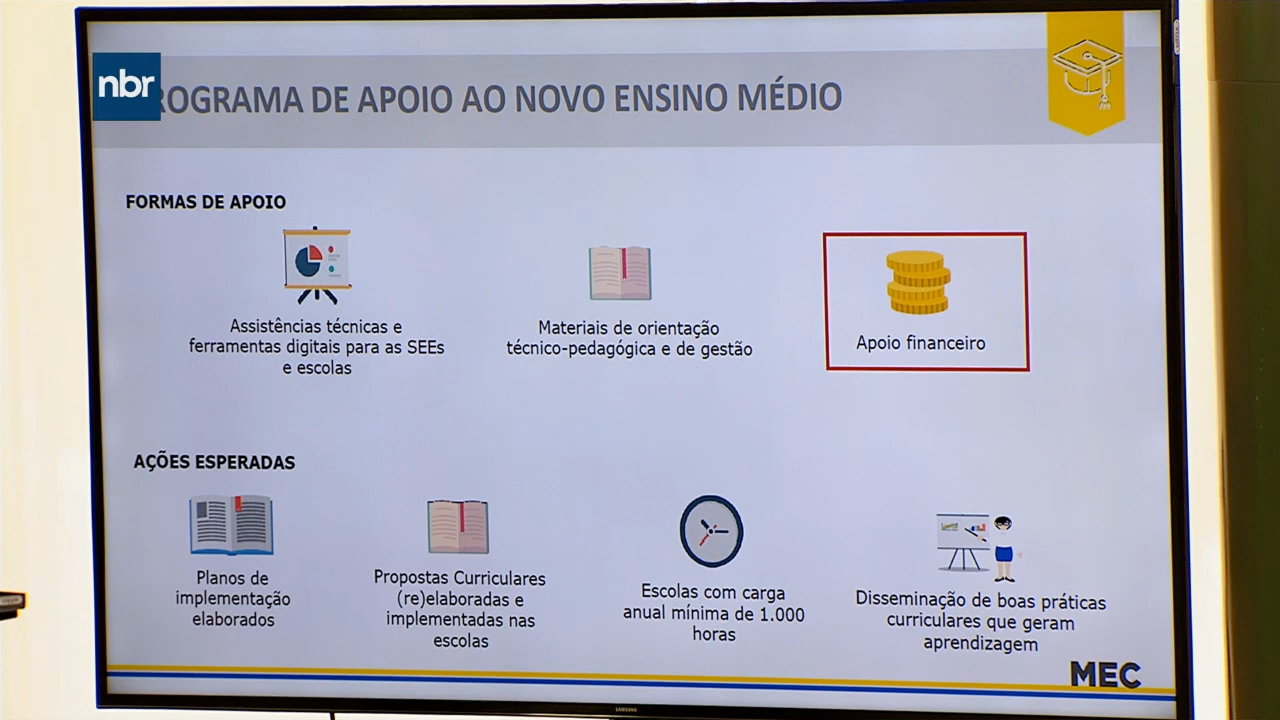 nbr
ROGRAMA DE APOIO AO NOVO ENSINO MÉDIO
FORMAS DE APOIO
Assistências técnicas e
ferramentas digitais para as SEEs
e escolas
Materiais de orientação
técnico-pedagógica e de gestão
Apoio financeiro
AÇÕES ESPERADAS
Planos de
implementação
elaborados
Propostas Curriculares
(re)elaboradas e
implementadas nas
escolas
Escolas com carga
anual mínima de 1.000
horas
Disseminação de boas práticas
curriculares que geram
aprendizagem
MEC
SAMSUNG